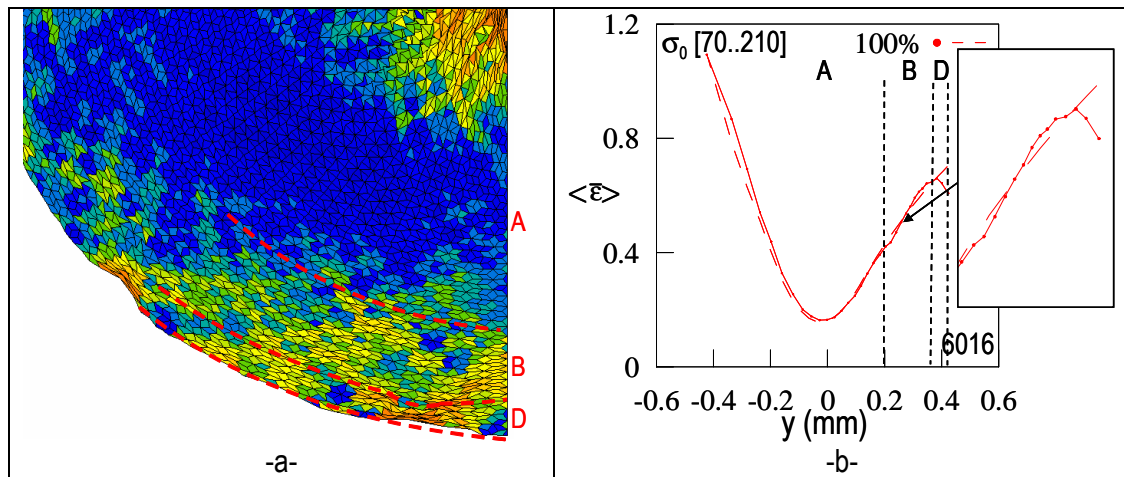 A
B
D
-a-
1.2
0.8
0.4
0
<ε̄>
σ₀ [70..210]
100%
A B D
6016
-0.6 -0.4 -0.2 0 0.2 0.4 0.6
y (mm)
-b-